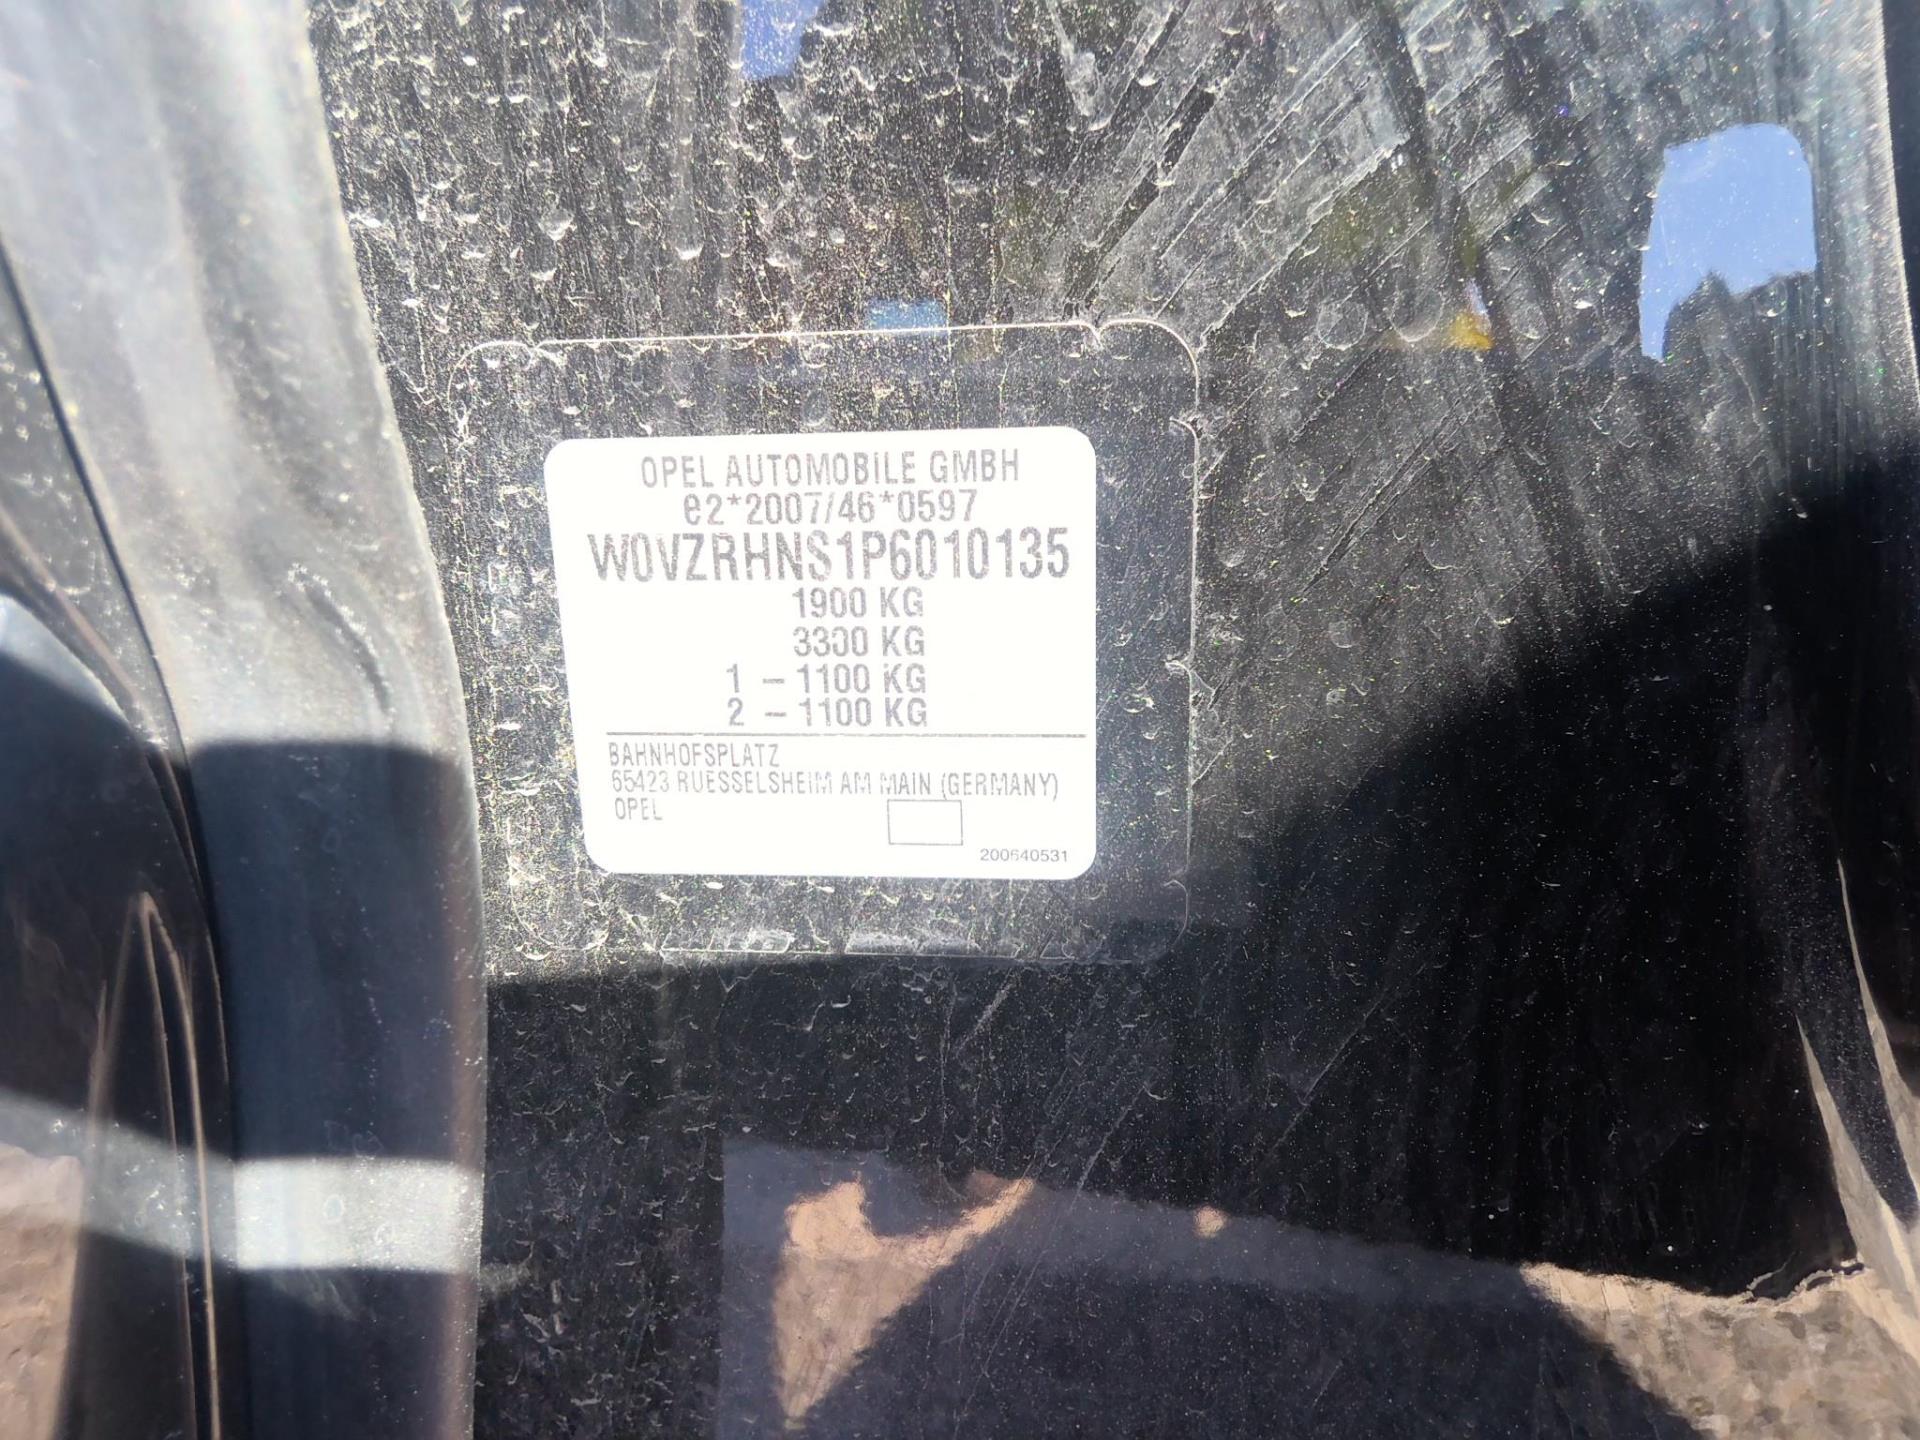 OPEL AUTOMOBILE GMBH
e2*2007/46*0597
W0VZRHNS1P6010135
1900 KG
3300 KG
1 – 1100 KG
2 – 1100 KG
BAHNHOFSPLATZ
65423 RUESSELSHEIM AM MAIN (GERMANY)
OPEL
200640531